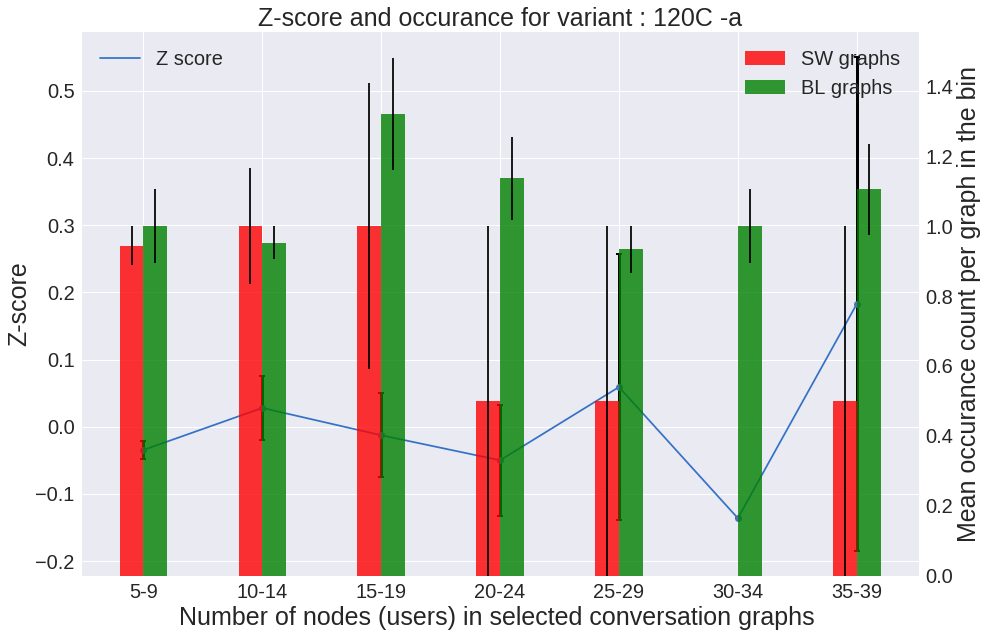 Z-score and occurance for variant : 120C -a
Z score
SW graphs
BL graphs
0.5
0.4
0.3
0.2
0.1
0.0
−0.1
−0.2
Z-score
1.4
1.2
1.0
0.8
0.6
0.4
0.2
0.0
Mean occurance count per graph in the bin
5-9 10-14 15-19 20-24 25-29 30-34 35-39
Number of nodes (users) in selected conversation graphs